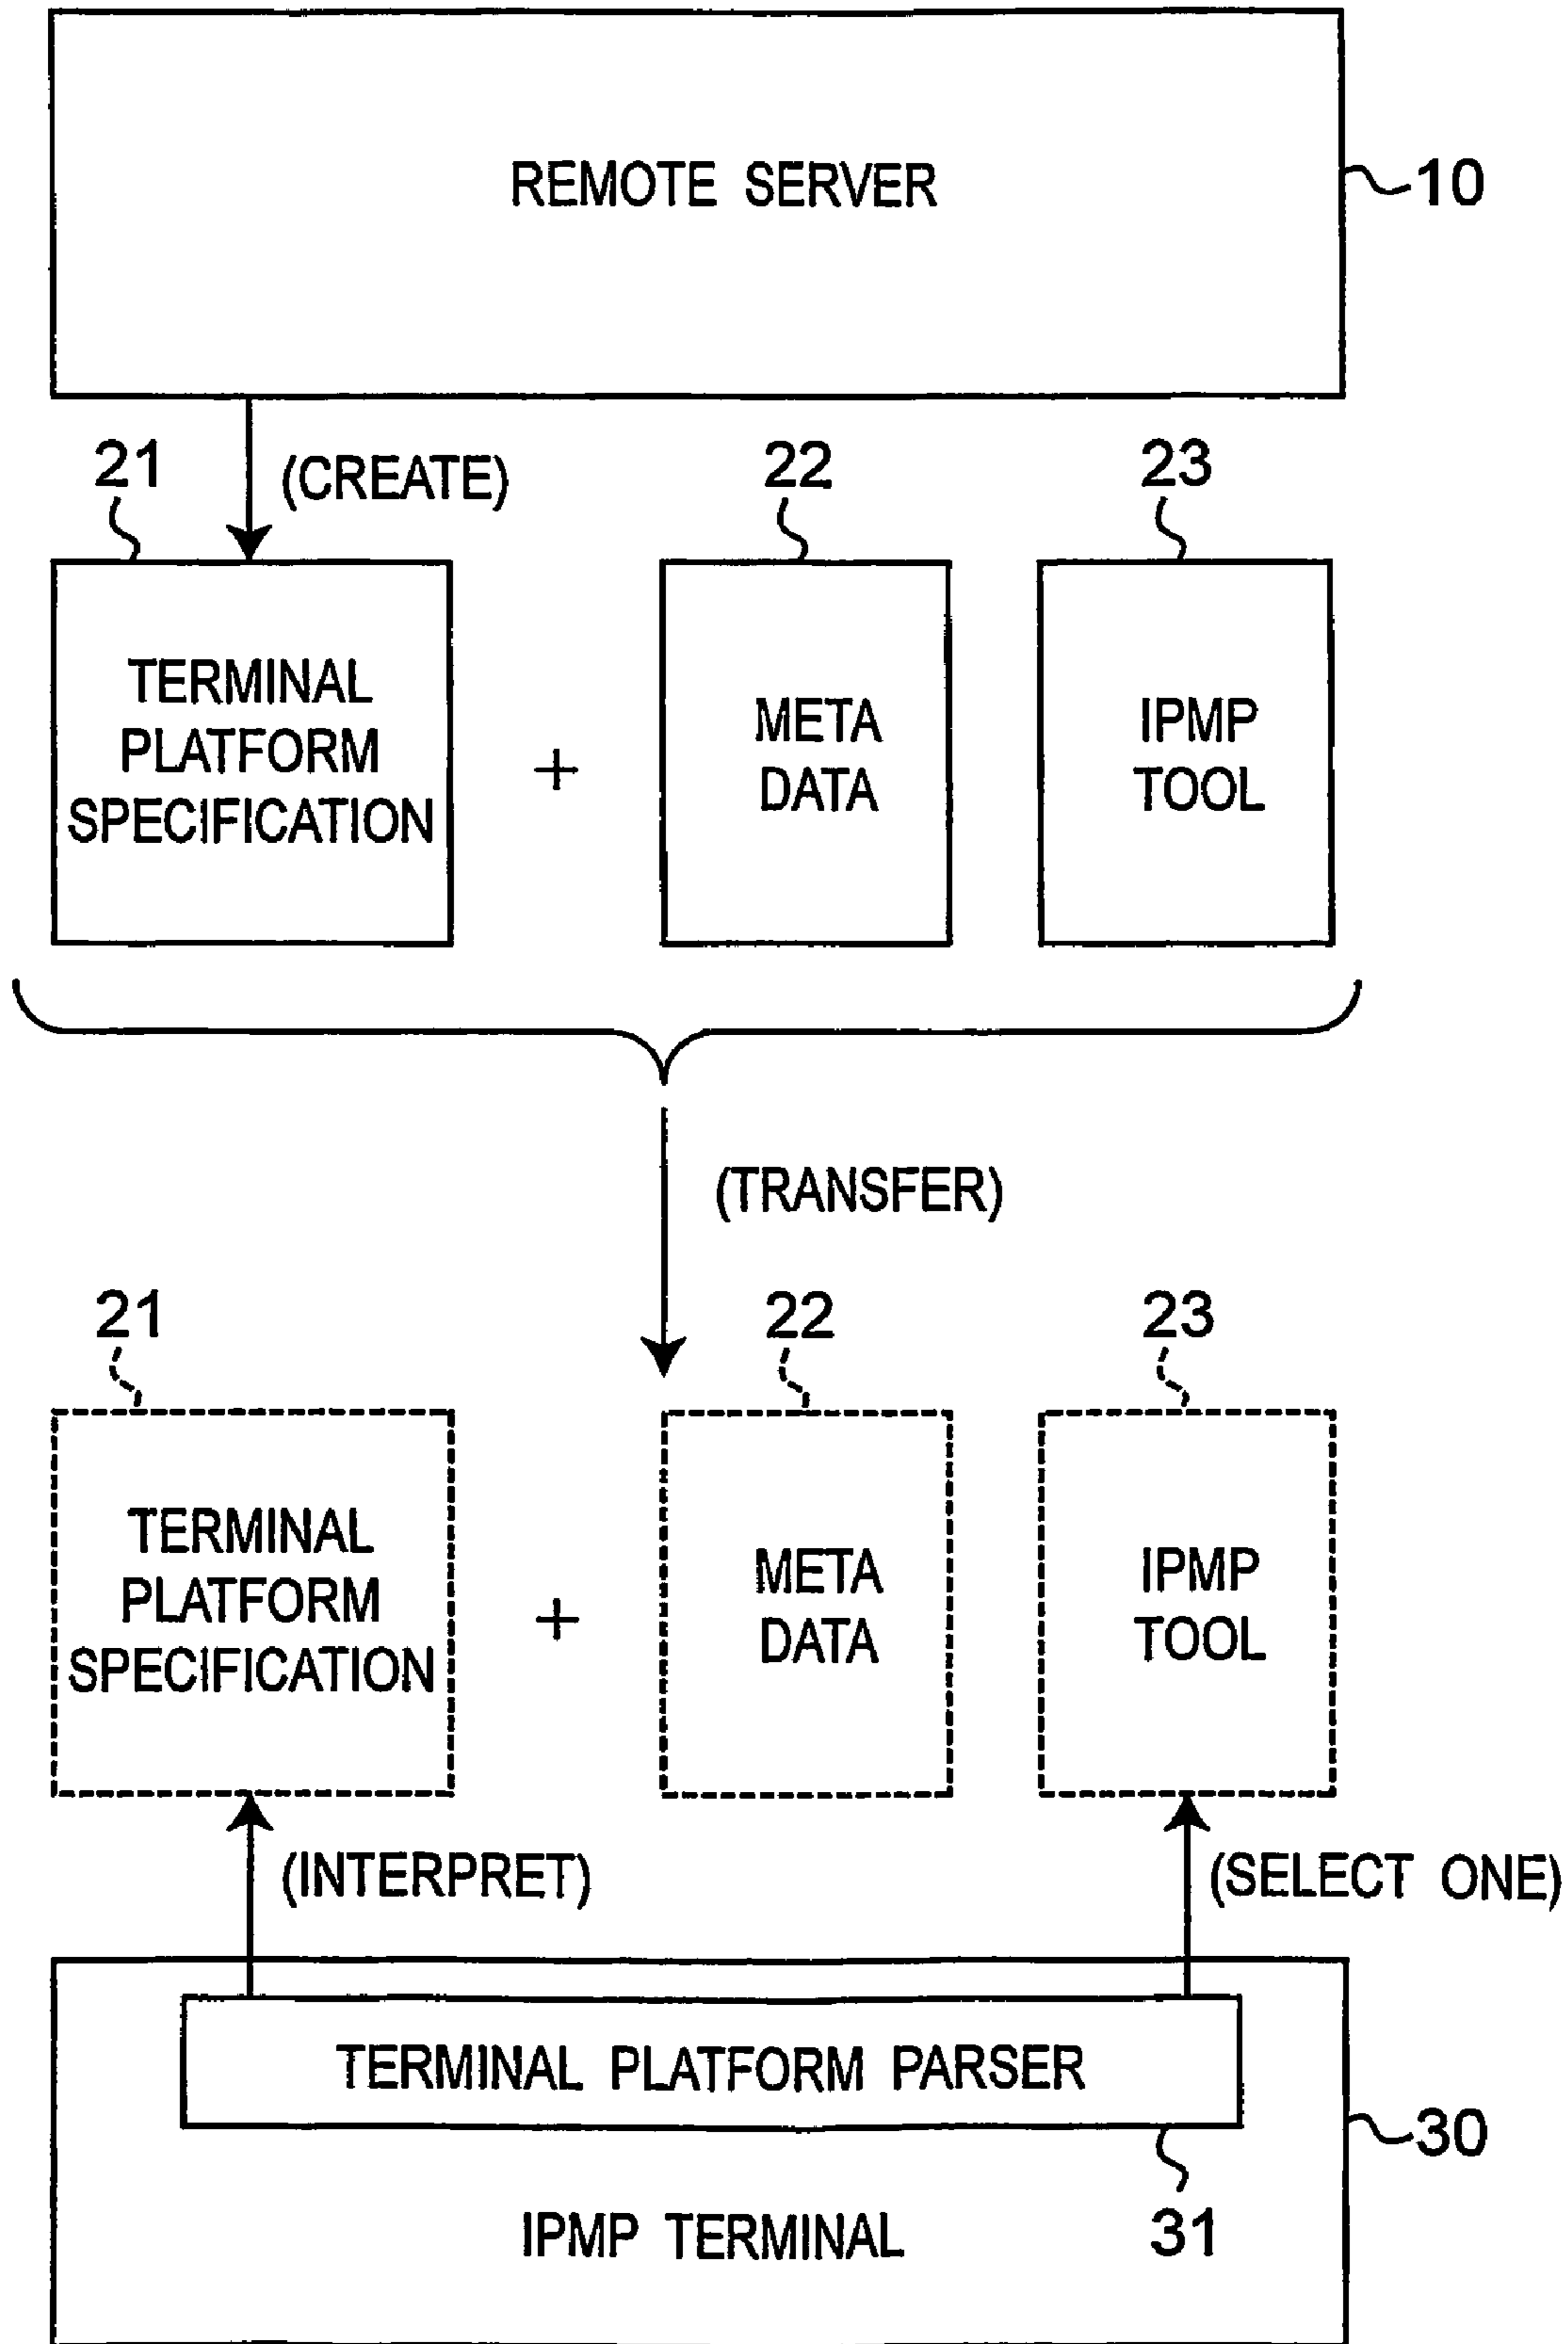 REMOTE SERVER
10
21
(CREATE)
22
23
TERMINAL
PLATFORM
SPECIFICATION
+
META
DATA
IPMP
TOOL
(TRANSFER)
21
22
23
TERMINAL
PLATFORM
SPECIFICATION
+
META
DATA
IPMP
TOOL
(INTERPRET)
(SELECT ONE)
TERMINAL PLATFORM PARSER
30
31
IPMP TERMINAL